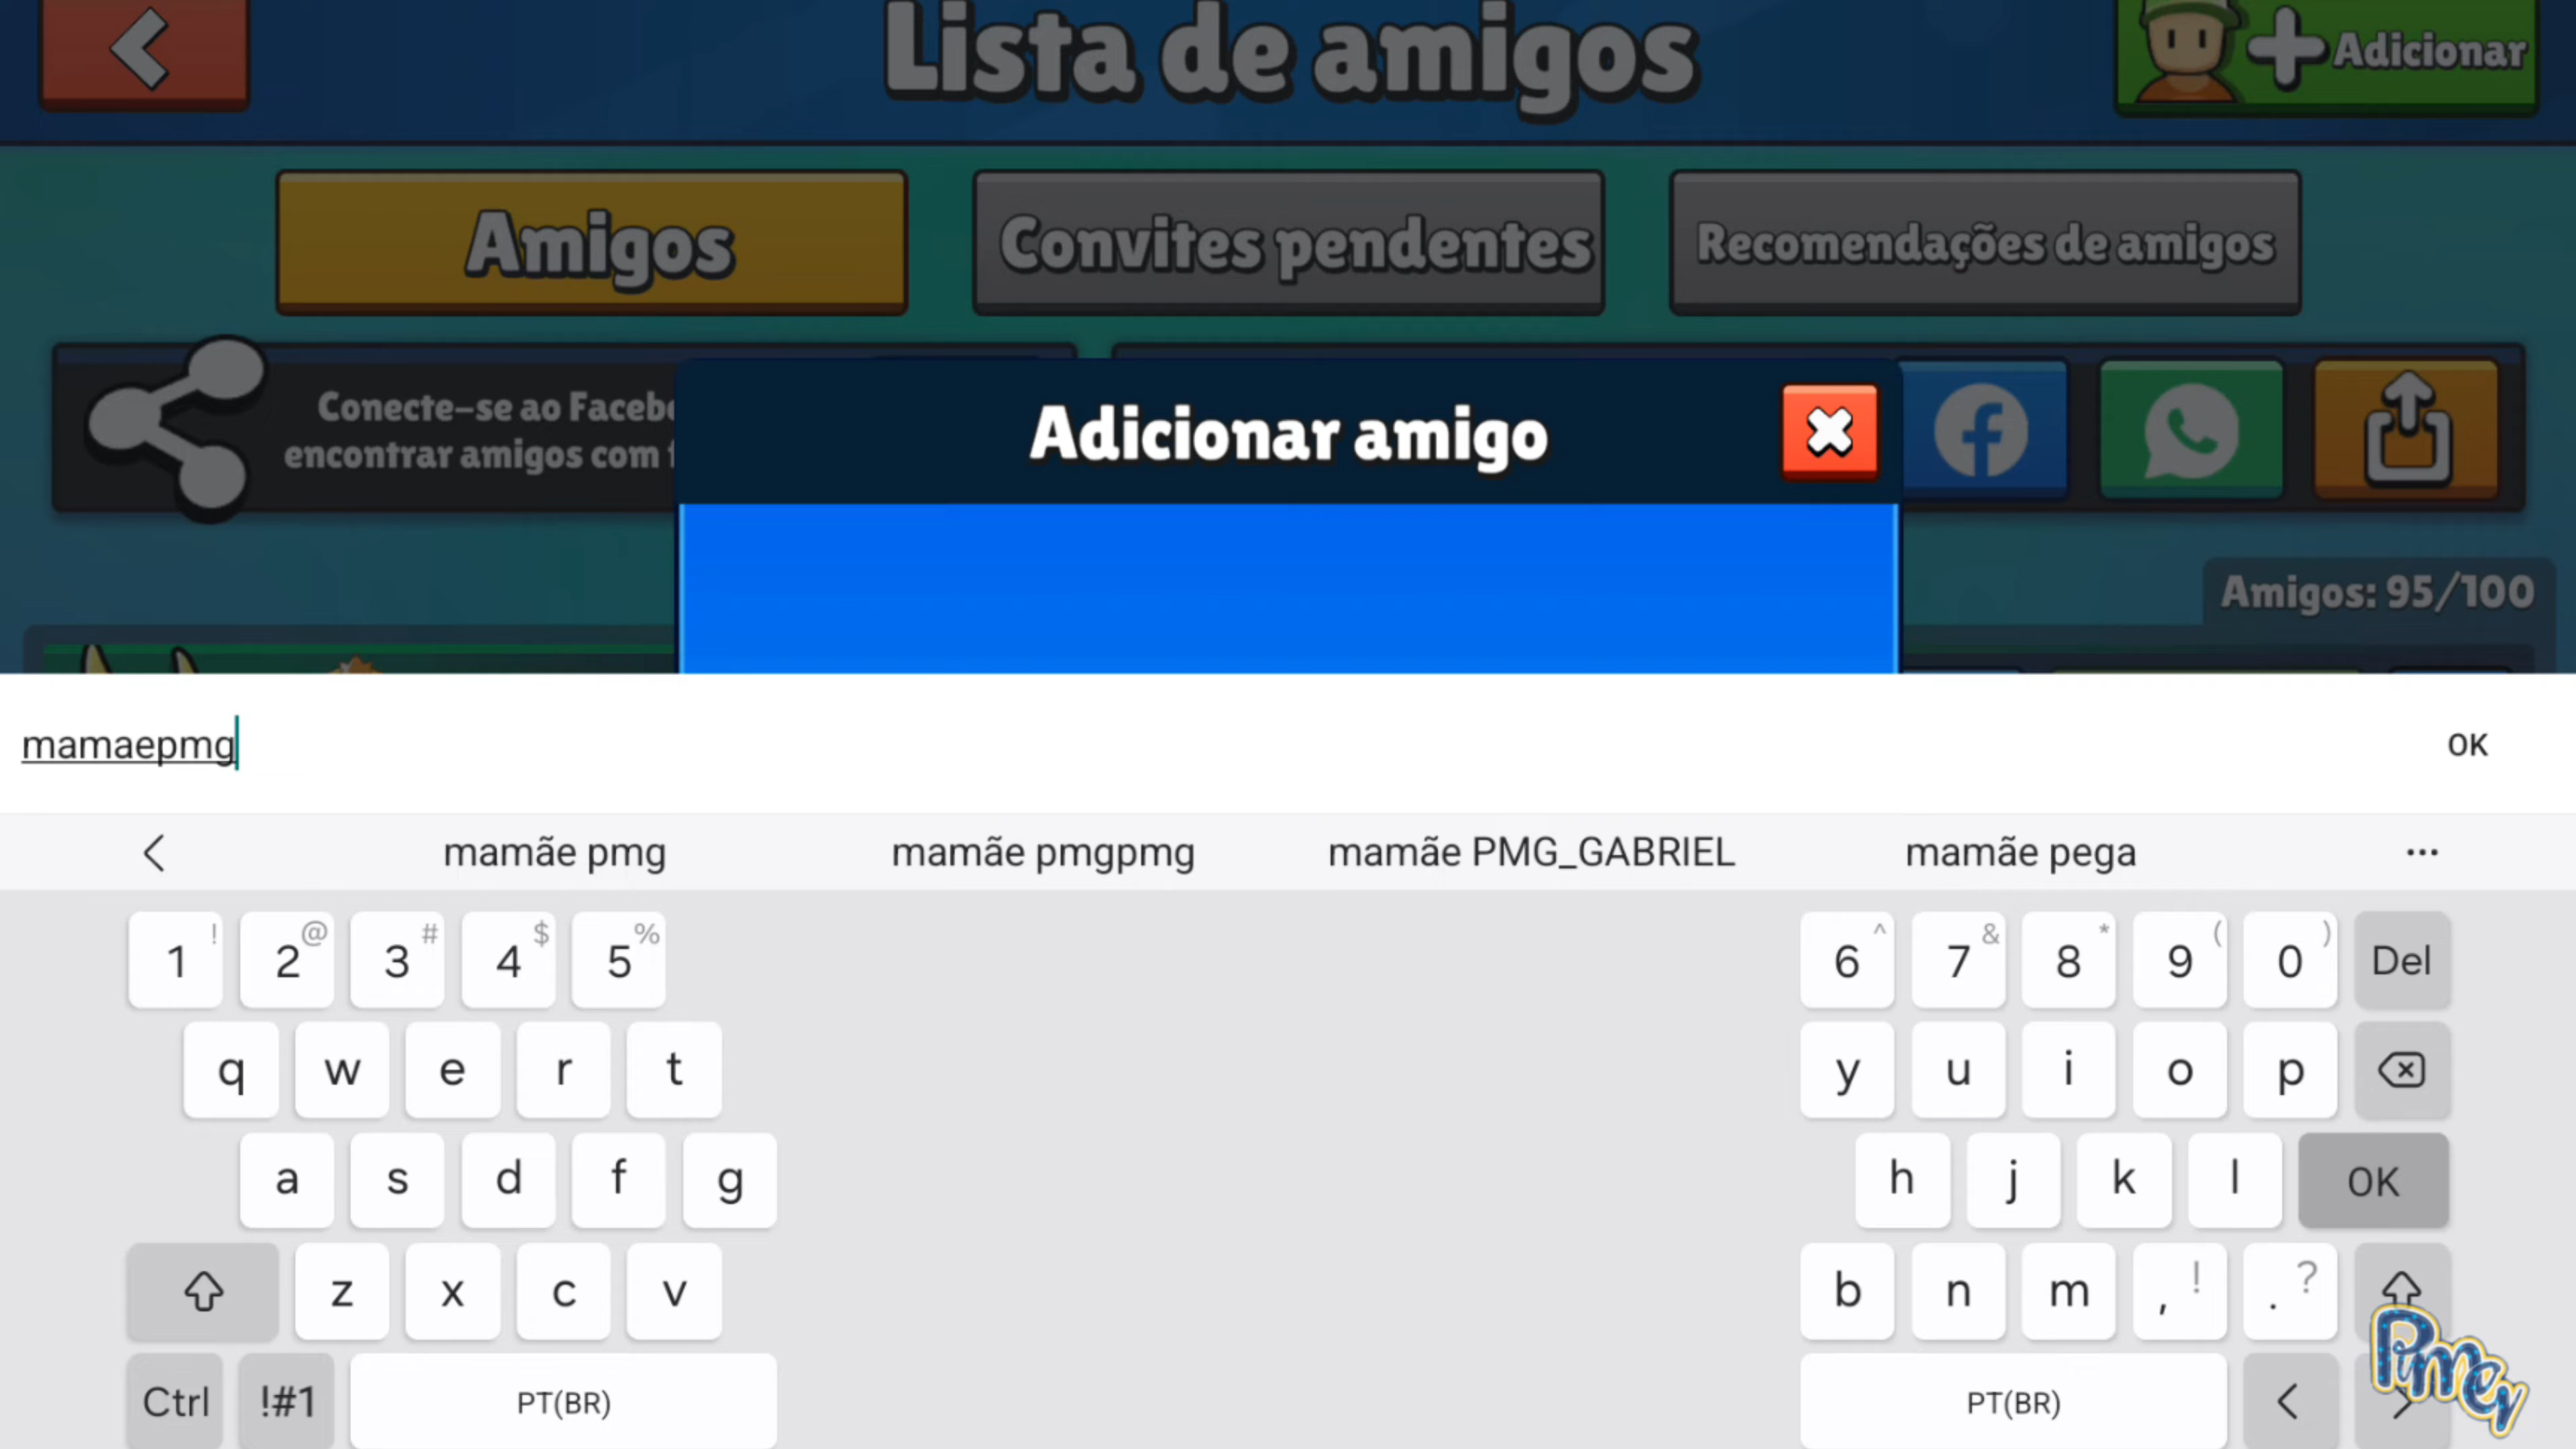 Lista de amigos
Adicionar
Amigos
Convites pendentes
Recomendações de amigos
Conecte-se ao Faceb
encontrar amigos com
Adicionar amigo
Amigos: 95/100
mamaepmg
OK
mamãe pmg
mamãe pmgpmg
mamãe PMG_GABRIEL
mamãe pega
...
1 ! 2 @ 3 # 4 $ 5 % 6 ^ 7 & 8 * 9 ( 0 ) Del
q w e r t y u i o p
a s d f g h j k l OK
z x c v b n m , ! . ?
Ctrl !#1 PT(BR) PT(BR)